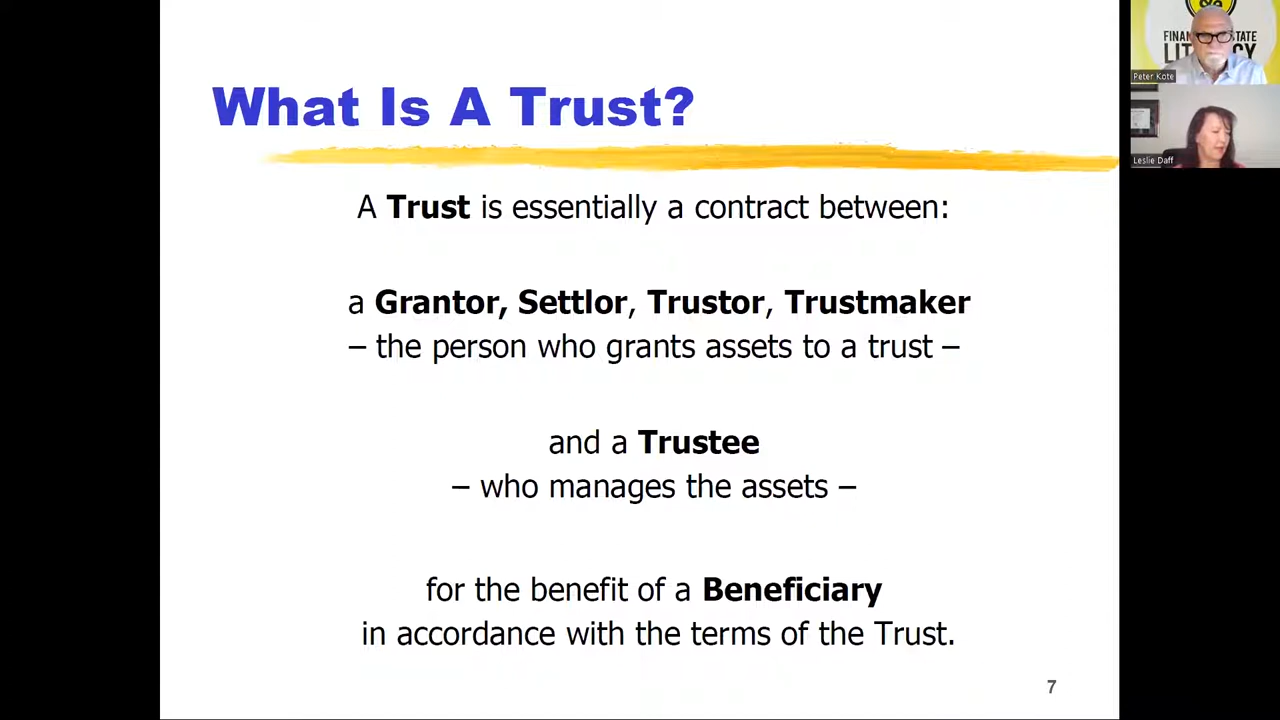 What Is A Trust?
A Trust is essentially a contract between:
a Grantor, Settlor, Trustor, Trustmaker
– the person who grants assets to a trust –
and a Trustee
– who manages the assets –
for the benefit of a Beneficiary
in accordance with the terms of the Trust.
7
Peter Kote
Leslie Daff